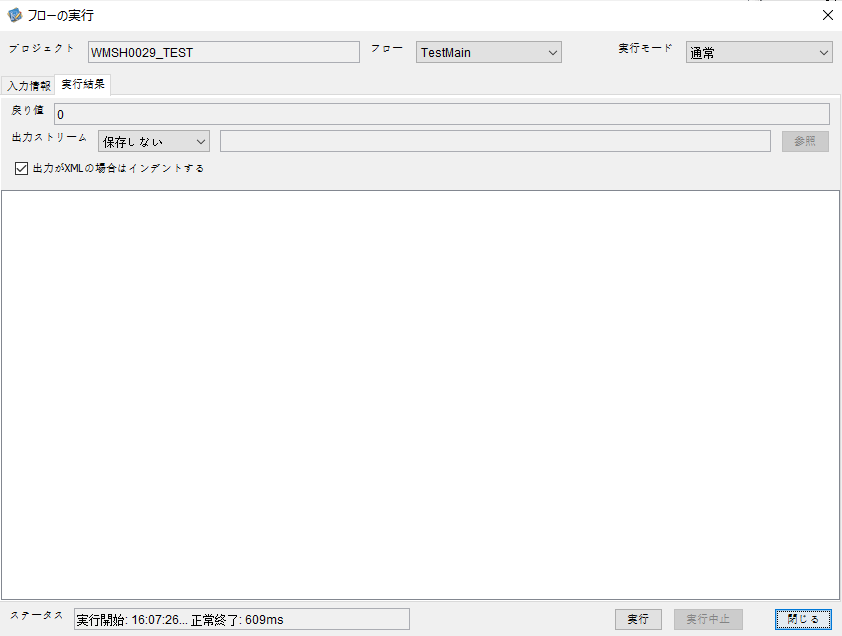 フローの実行
プロジェクト WMSH0029_TEST フロー TestMain 実行モード 通常
入力情報 実行結果
戻り値 0
出力ストリーム 保存しない 参照
出力がXMLの場合はインデントする
ステータス 実行開始: 16:07:26... 正常終了: 609ms 実行 実行中止 閉じる